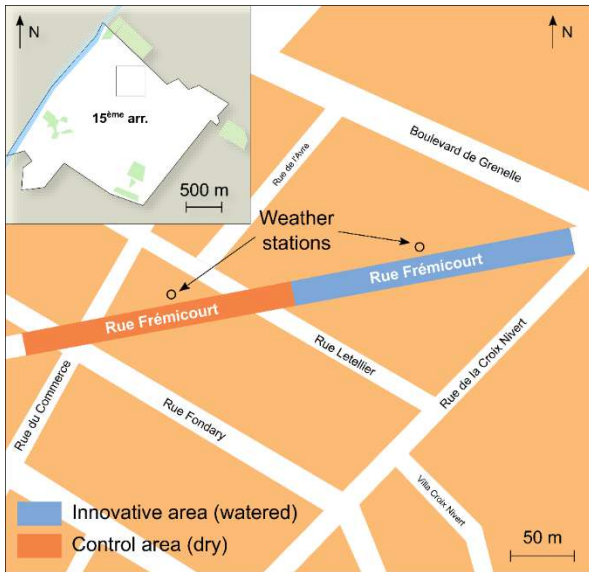 N
15ème arr.
500 m
N
Boulevard de Grenelle
Rue de l'Avre
Weather
stations
Rue Frémicourt
Rue Frémicourt
Rue Letellier
Rue de la Croix Nivert
Rue du Commerce
Rue Fondary
Villa Croix Nivert
Innovative area (watered)
Control area (dry)
50 m